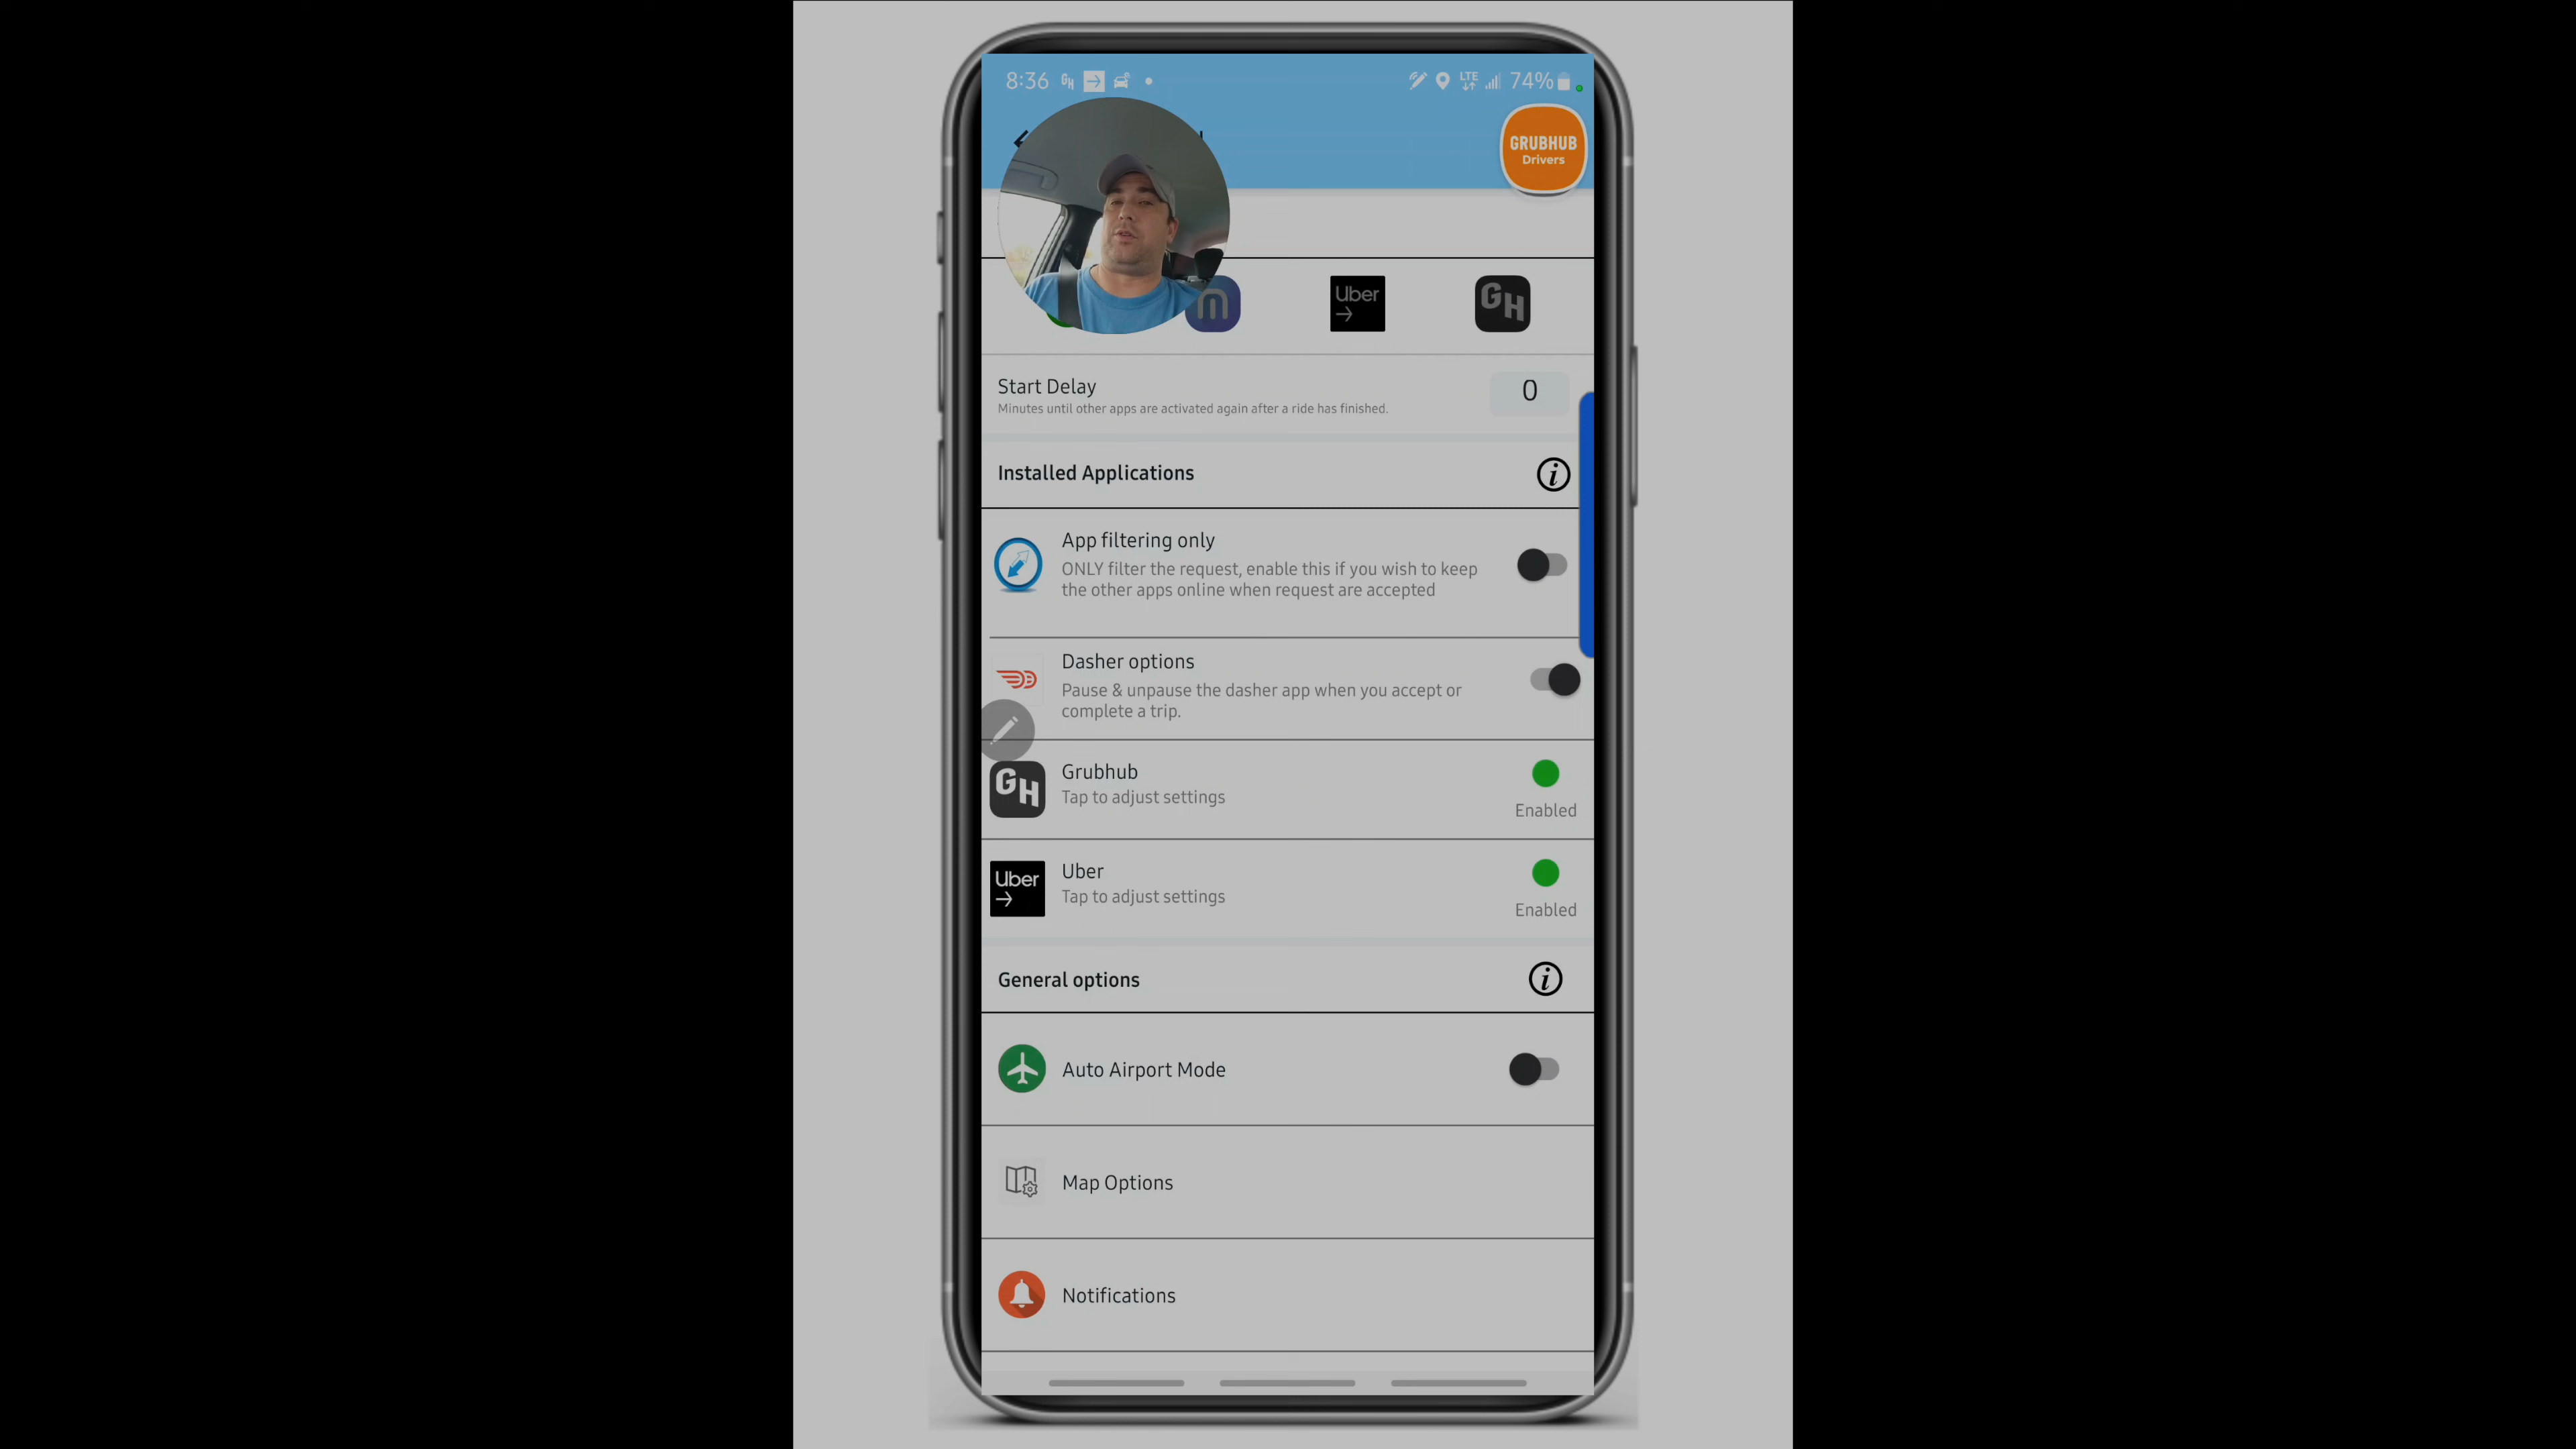 8:36 GH LTE 74%
GRUBHUB
Drivers
Uber
GH
Start Delay
0
Minutes until other apps are activated again after a ride has finished.
Installed Applications
App filtering only
ONLY filter the request, enable this if you wish to keep
the other apps online when request are accepted
Dasher options
Pause & unpause the dasher app when you accept or
complete a trip.
GH
Grubhub
Tap to adjust settings
Enabled
Uber
Uber
Tap to adjust settings
Enabled
General options
Auto Airport Mode
Map Options
Notifications